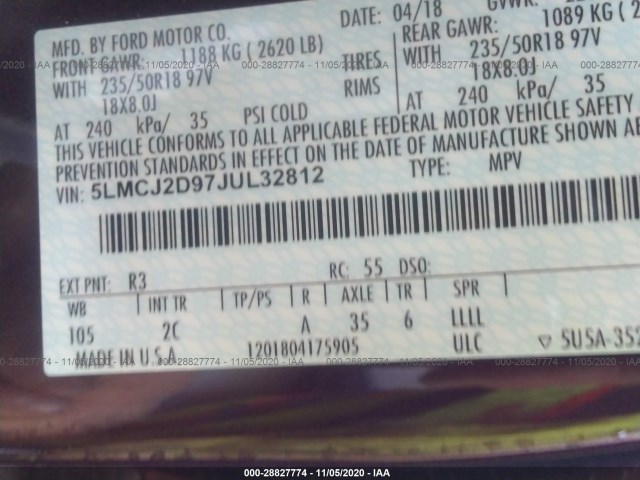 MFD. BY FORD MOTOR CO.
DATE: 04/18 GVWR:
FRONT GAWR: 1188 KG ( 2620 LB)
REAR GAWR: 1089 KG (
WITH 235/50R18 97V TIRES WITH 235/50R18 97V
18X8.0J RIMS 18X8.0J
AT 240 kPa/ 35 PSI COLD AT 240 kPa/ 35
THIS VEHICLE CONFORMS TO ALL APPLICABLE FEDERAL MOTOR VEHICLE SAFETY
PREVENTION STANDARDS IN EFFECT ON THE DATE OF MANUFACTURE SHOWN
VIN: 5LMCJ2D97JUL32812 TYPE: MPV
EXT PNT: R3 RC: 55 DSO:
WB INT TR TP/PS R AXLE TR SPR
105 2C A 35 6 LLLL
MADE IN U.S.A. 1201804175905 ULC ▽ 5U5A-352
000-28827774 - 11/05/2020 - IAA